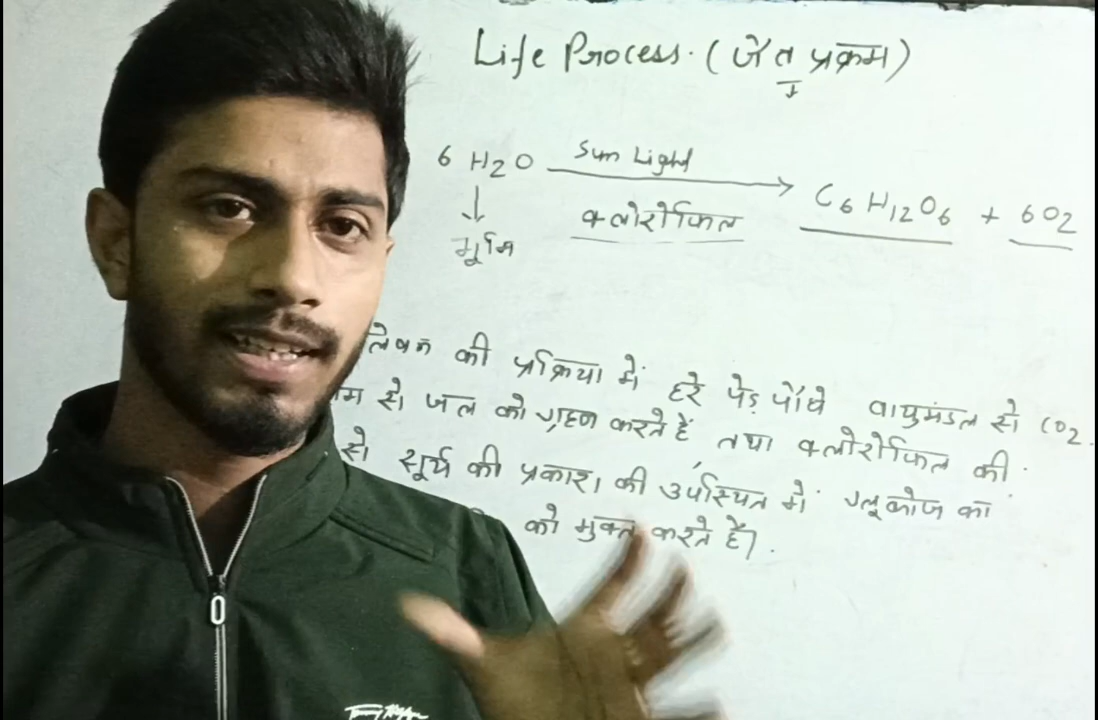 Life Process. (जैव प्रक्रम)
6 H2O Sun Light → C6H12O6 + 6O2
↓ क्लोरोफिल
भूमि
की प्रक्रिया में हरे पेड़ पौधे वायुमंडल से CO2
से जल को ग्रहण करते हैं, तथा क्लोरोफिल की
से सूर्य की प्रकाश की उपस्थित में ग्लूकोज का
को मुक्त करते हैं।